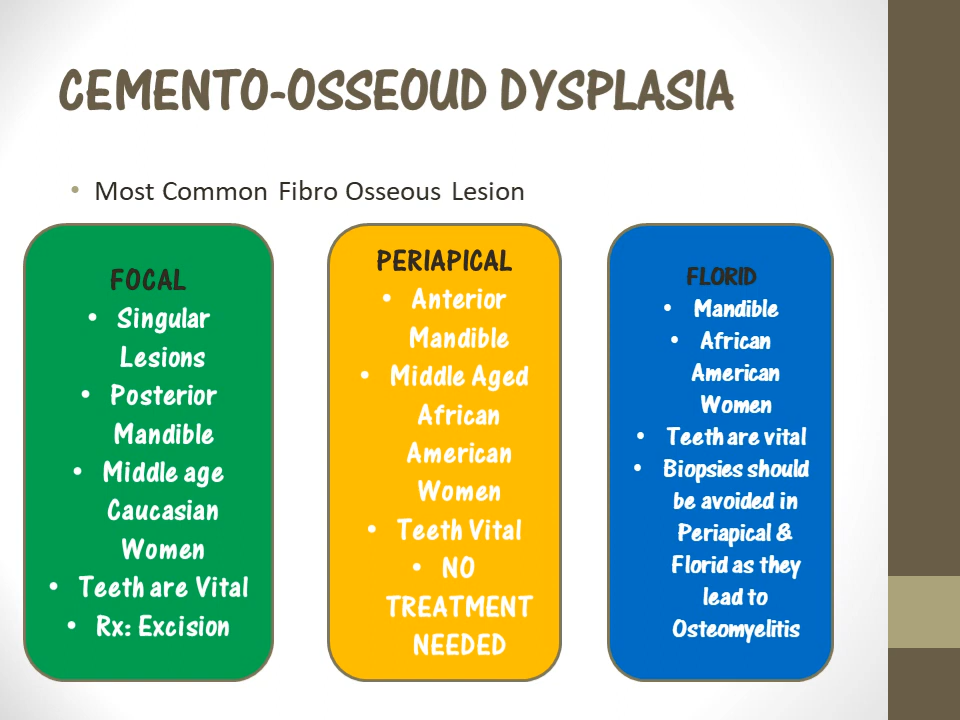 CEMENTO-OSSEOUD DYSPLASIA
• Most Common Fibro Osseous Lesion
FOCAL
• Singular
Lesions
• Posterior
Mandible
• Middle age
Caucasian
Women
• Teeth are Vital
• Rx: Excision
PERIAPICAL
• Anterior
Mandible
• Middle Aged
African
American
Women
• Teeth Vital
• NO
TREATMENT
NEEDED
FLORID
• Mandible
• African
American
Women
• Teeth are vital
• Biopsies should
be avoided in
Periapical &
Florid as they
lead to
Osteomyelitis